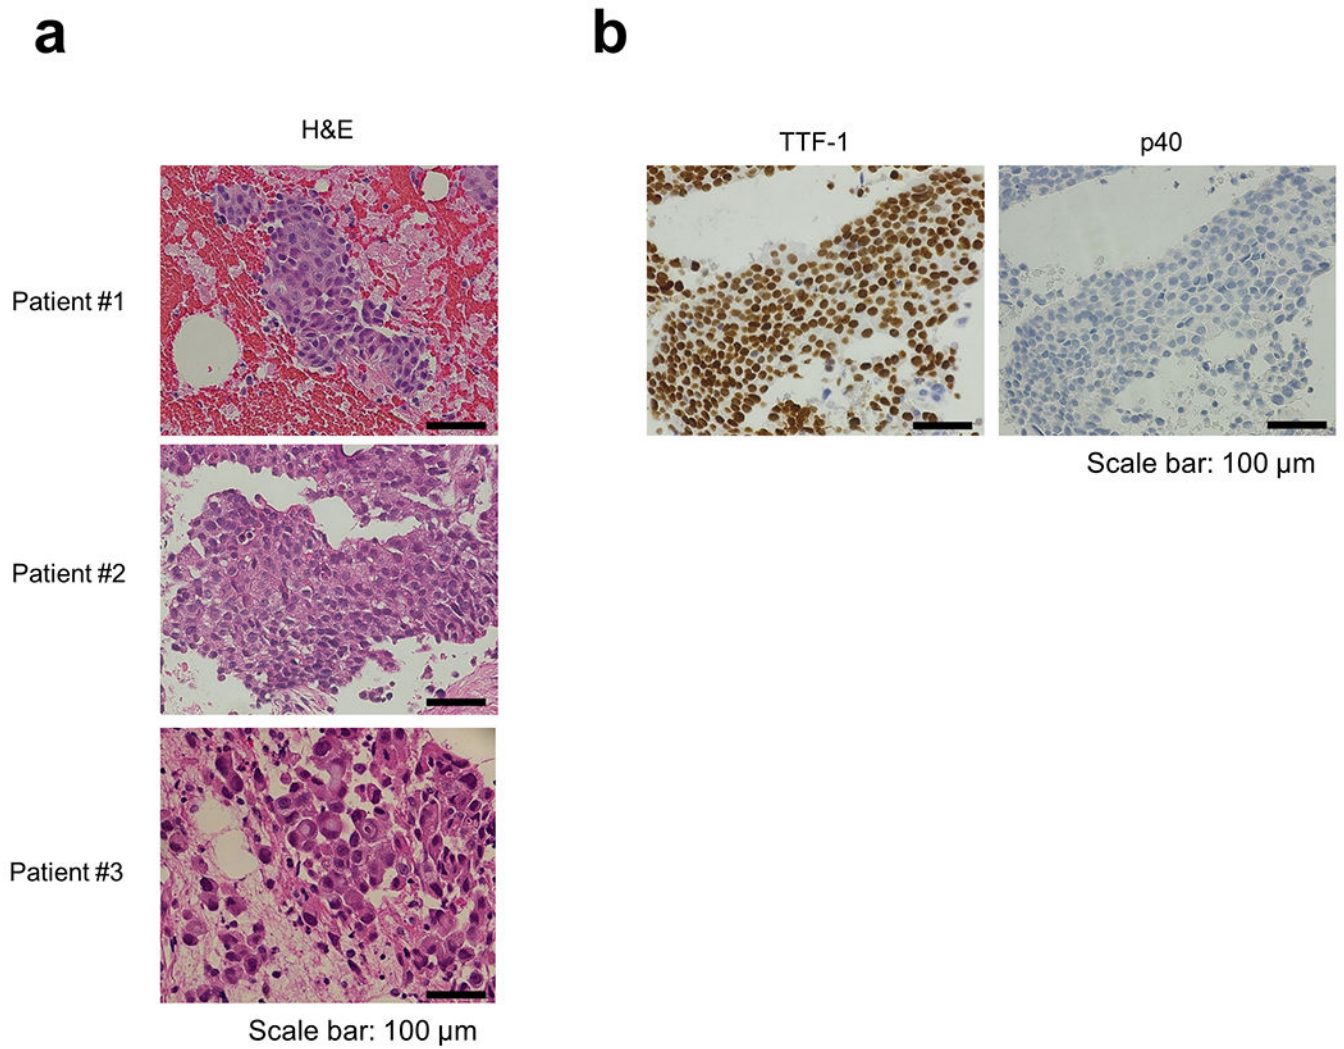 a
b
H&E
TTF-1
p40
Patient #1
Scale bar: 100 µm
Patient #2
Patient #3
Scale bar: 100 µm